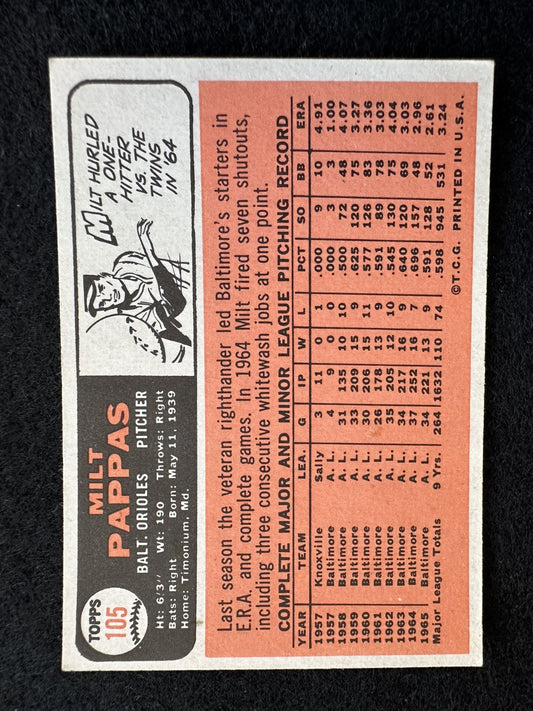 TOPPS
105
MILT
PAPPAS
BALT. ORIOLES PITCHER
Ht: 6'3" Wt: 190 Throws: Right
Bats: Right Born: May 11, 1939
Home: Timonium, Md.
MILT HURLED
A ONE-
HITTER
VS. THE
TWINS
IN '64
Last season the veteran righthander led Baltimore's starters in
E.R.A. and complete games. In 1964 Milt fired seven shutouts,
including three consecutive whitewash jobs at one point.
COMPLETE MAJOR AND MINOR LEAGUE PITCHING RECORD
YEAR TEAM LEA. G IP W L PCT SO BB ERA
1957 Knoxville Sally 3 11 0 1 .000 9 10 4.91
1957 Baltimore A. L. 4 9 0 0 .000 3 3 1.00
1958 Baltimore A. L. 31 135 10 10 .500 72 48 4.07
1959 Baltimore A. L. 33 209 15 9 .625 120 75 3.27
1960 Baltimore A. L. 30 206 15 11 .577 126 83 3.36
1961 Baltimore A. L. 26 178 13 9 .591 89 78 3.03
1962 Baltimore A. L. 35 205 12 10 .545 130 75 4.04
1963 Baltimore A. L. 34 217 16 9 .640 120 69 3.03
1964 Baltimore A. L. 37 252 16 7 .696 157 48 2.96
1965 Baltimore A. L. 34 221 13 9 .591 128 52 2.61
Major League Totals 9 Yrs. 264 1632 110 74 .598 945 531 3.24
© T.C.G. PRINTED IN U.S.A.